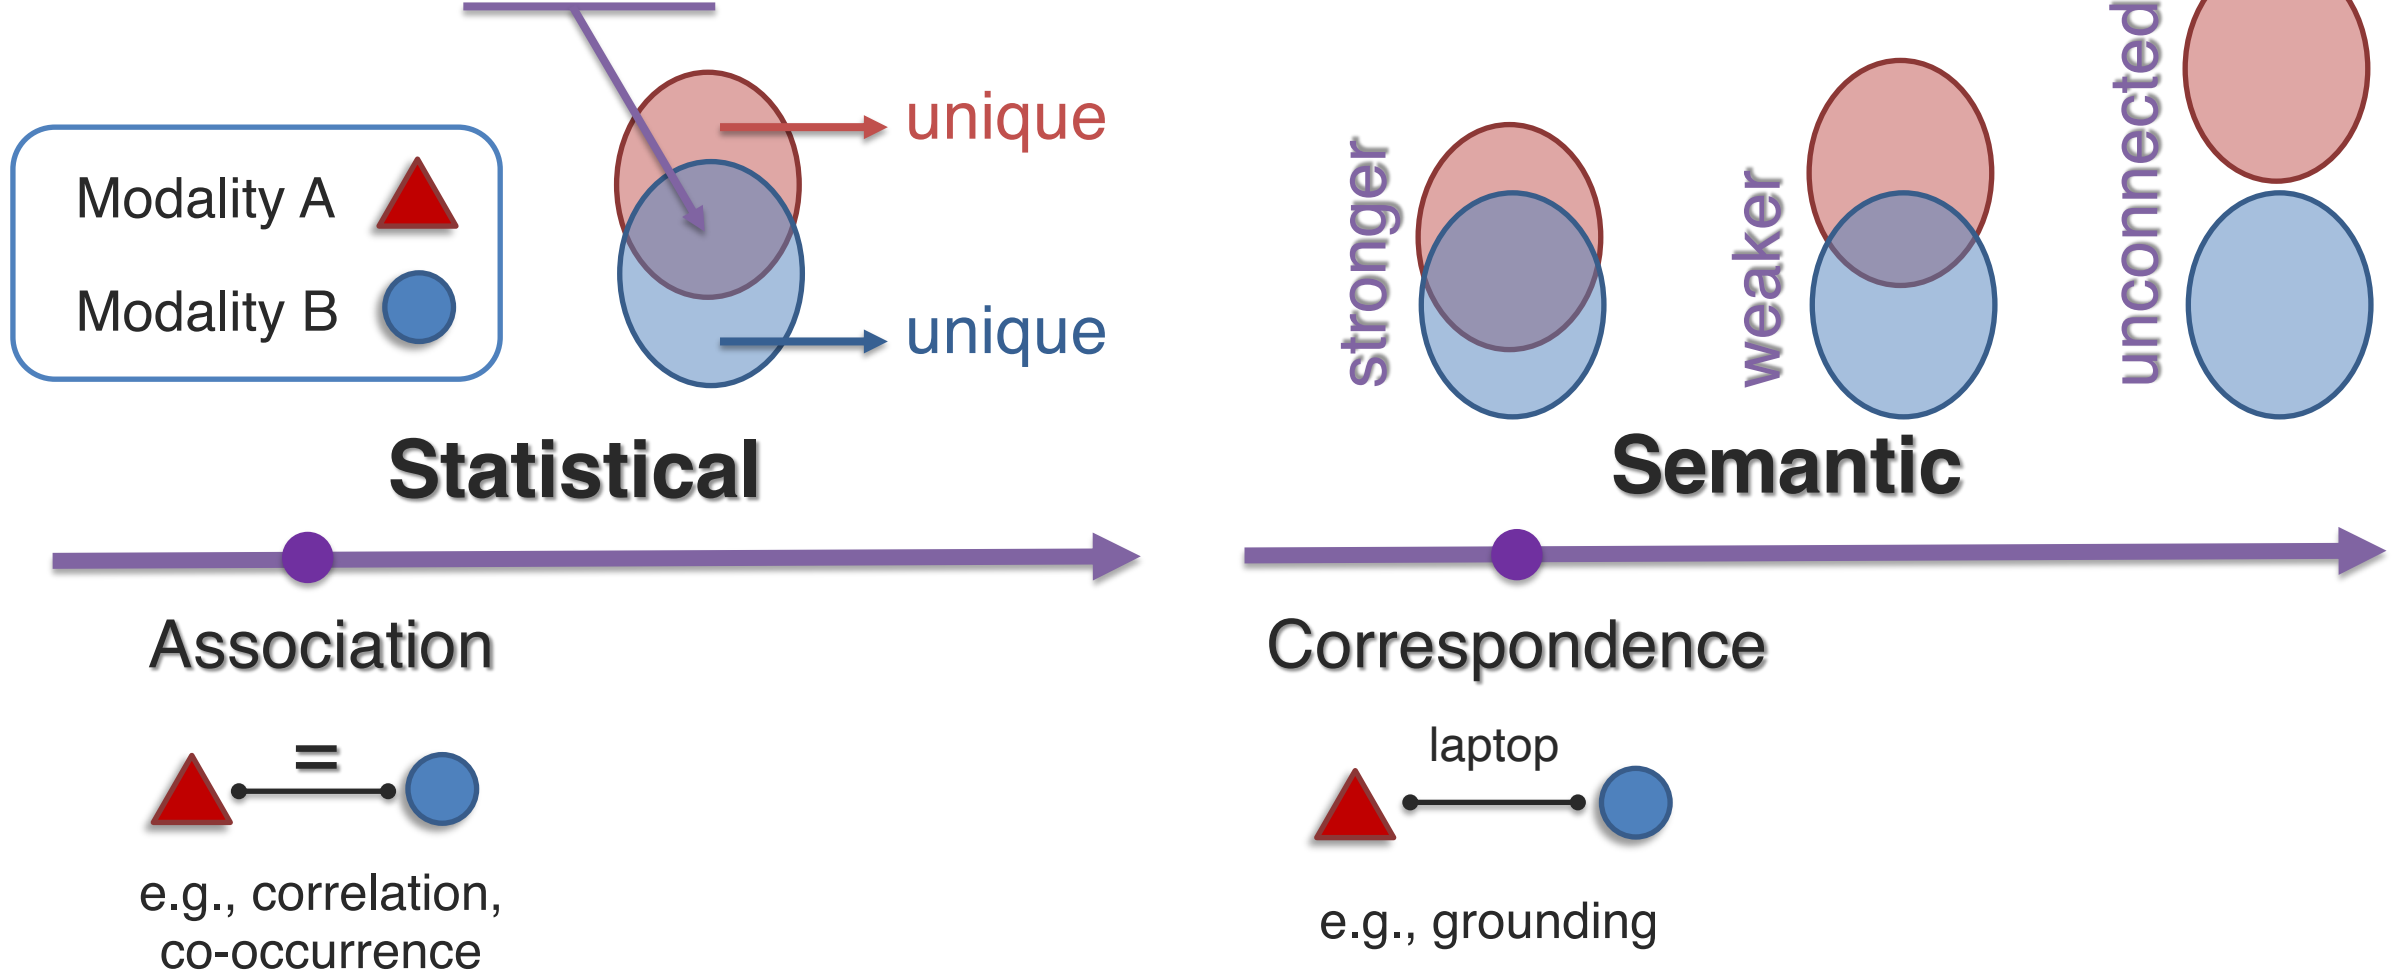 unique
Modality A
Modality B
unique
stronger
weaker
unconnected
Statistical
Semantic
Association
Correspondence
=
laptop
e.g., correlation,
co-occurrence
e.g., grounding